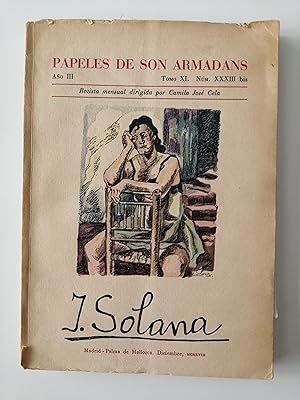 PAPELES DE SON ARMADANS
Año III Tomo XI. Núm. XXXIII bis
Revista mensual dirigida por Camilo José Cela
J. Solana
Madrid - Palma de Mallorca. Diciembre, MCMLVIII